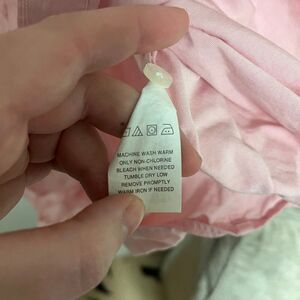 MACHINE WASH WARM
ONLY NON-CHLORINE
BLEACH WHEN NEEDED
TUMBLE DRY LOW
REMOVE PROMPTLY
WARM IRON IF NEEDED